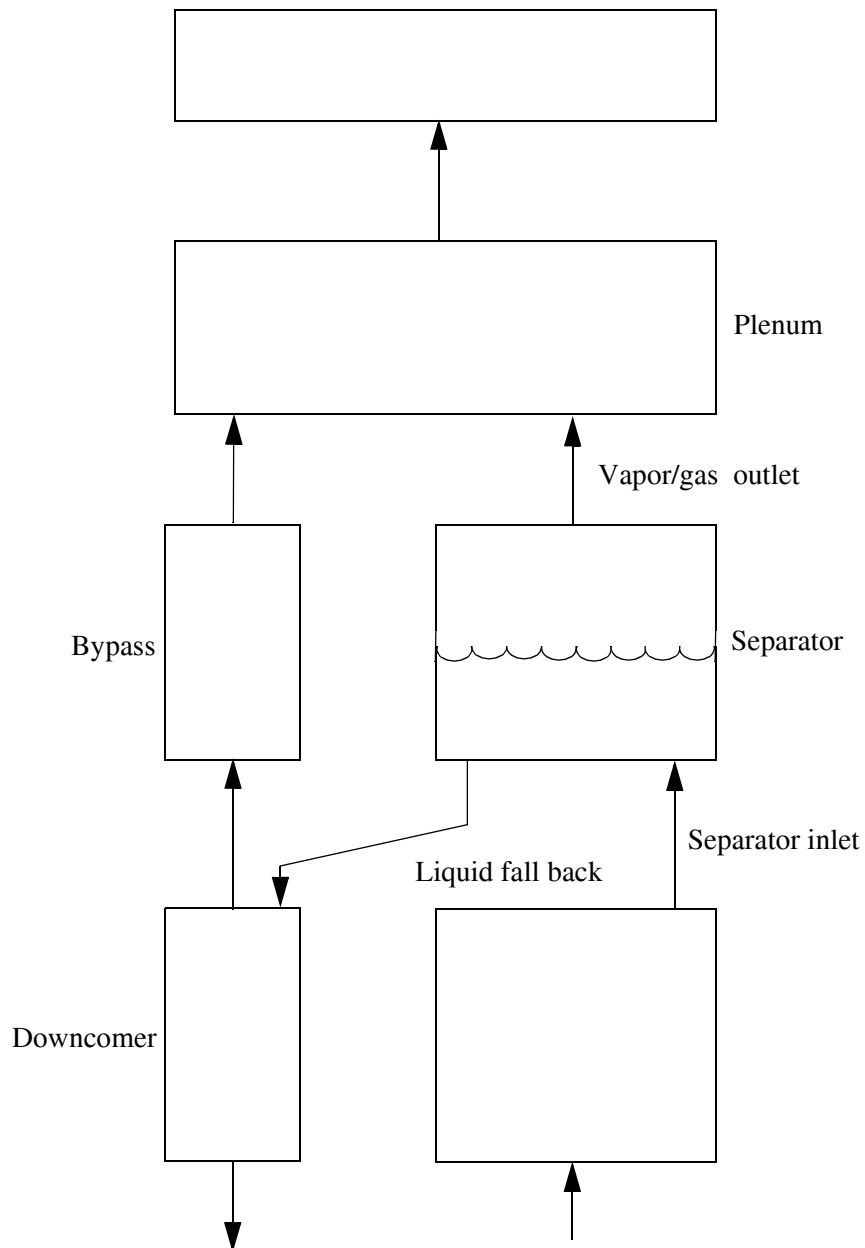 Plenum
Vapor/gas outlet
Bypass
Separator
Separator inlet
Liquid fall back
Downcomer